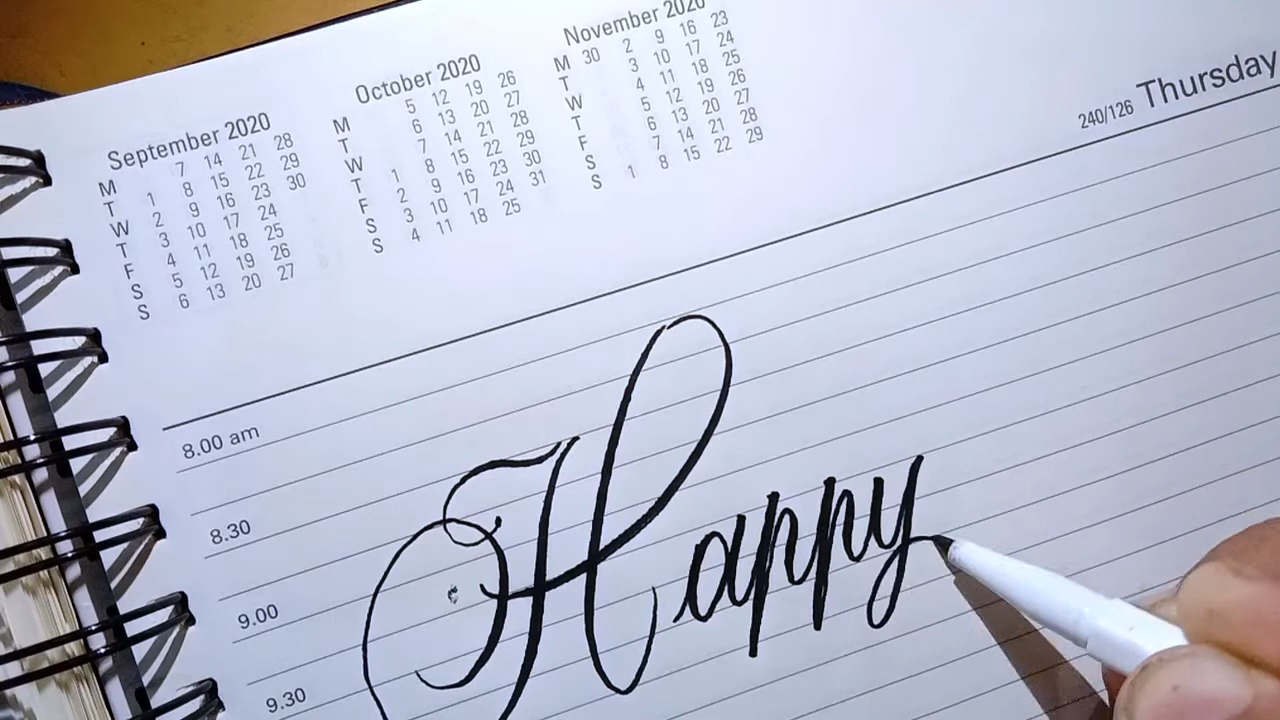 September 2020
M 7 14 21 28
T 1 8 15 22 29
W 2 9 16 23 30
T 3 10 17 24
F 4 11 18 25
S 5 12 19 26
S 6 13 20 27
October 2020
M 5 12 19 26
T 6 13 20 27
W 7 14 21 28
T 1 8 15 22 29
F 2 9 16 23 30
S 3 10 17 24 31
S 4 11 18 25
November 2020
M 30 2 9 16 23
T 3 10 17 24
W 4 11 18 25
T 5 12 19 26
F 6 13 20 27
S 7 14 21 28
S 1 8 15 22 29
240/126 Thursday
8.00 am
8.30
9.00
9.30
Happy